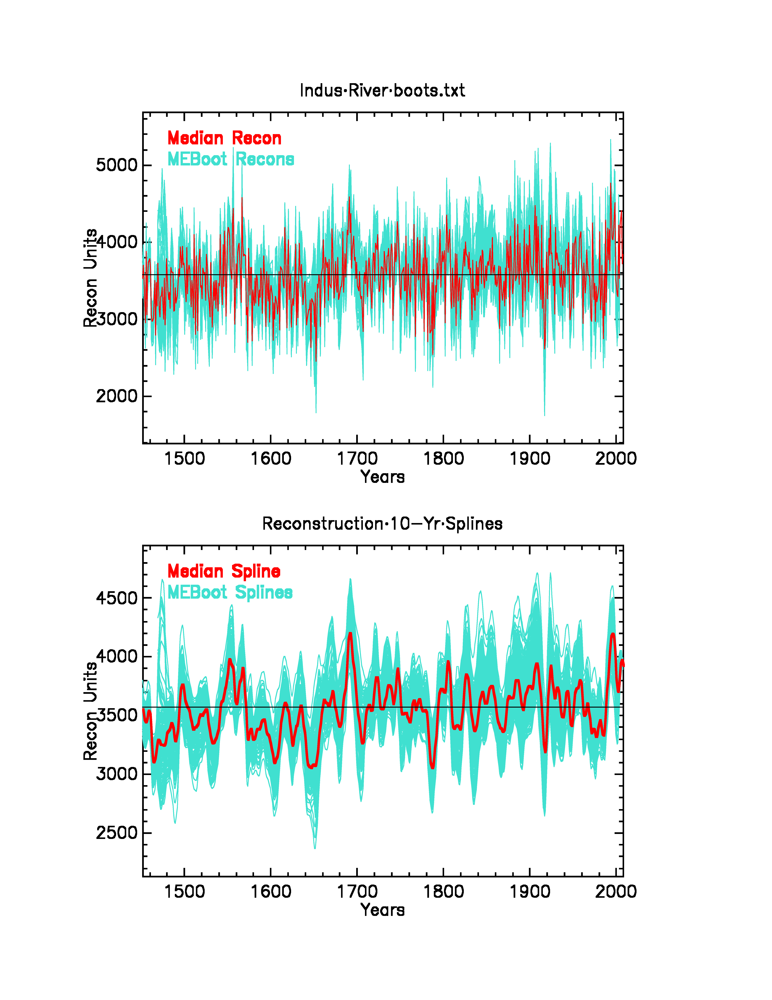 Indus·River·boots.txt
Median Recon
MEBoot Recons
5000
4000
3000
2000
Recon Units
1500 1600 1700 1800 1900 2000
Years
Reconstruction·10−Yr·Splines
Median Spline
MEBoot Splines
4500
4000
3500
3000
2500
Recon Units
1500 1600 1700 1800 1900 2000
Years